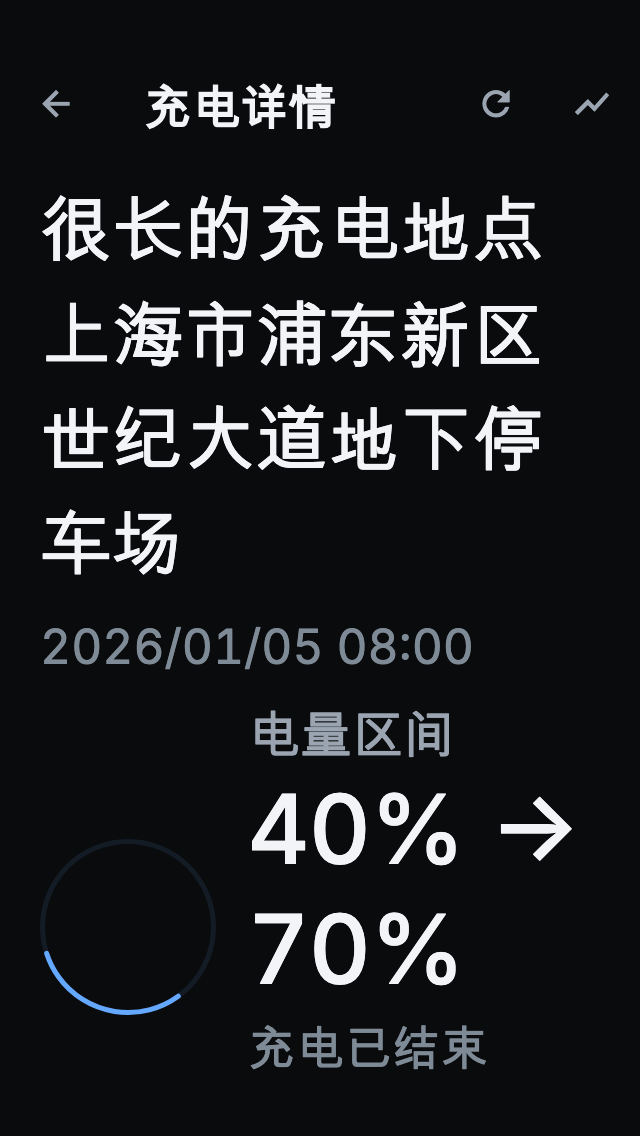 充电详情
很长的充电地点
上海市浦东新区
世纪大道地下停
车场
2026/01/05 08:00
电量区间
40% →
70%
充电已结束